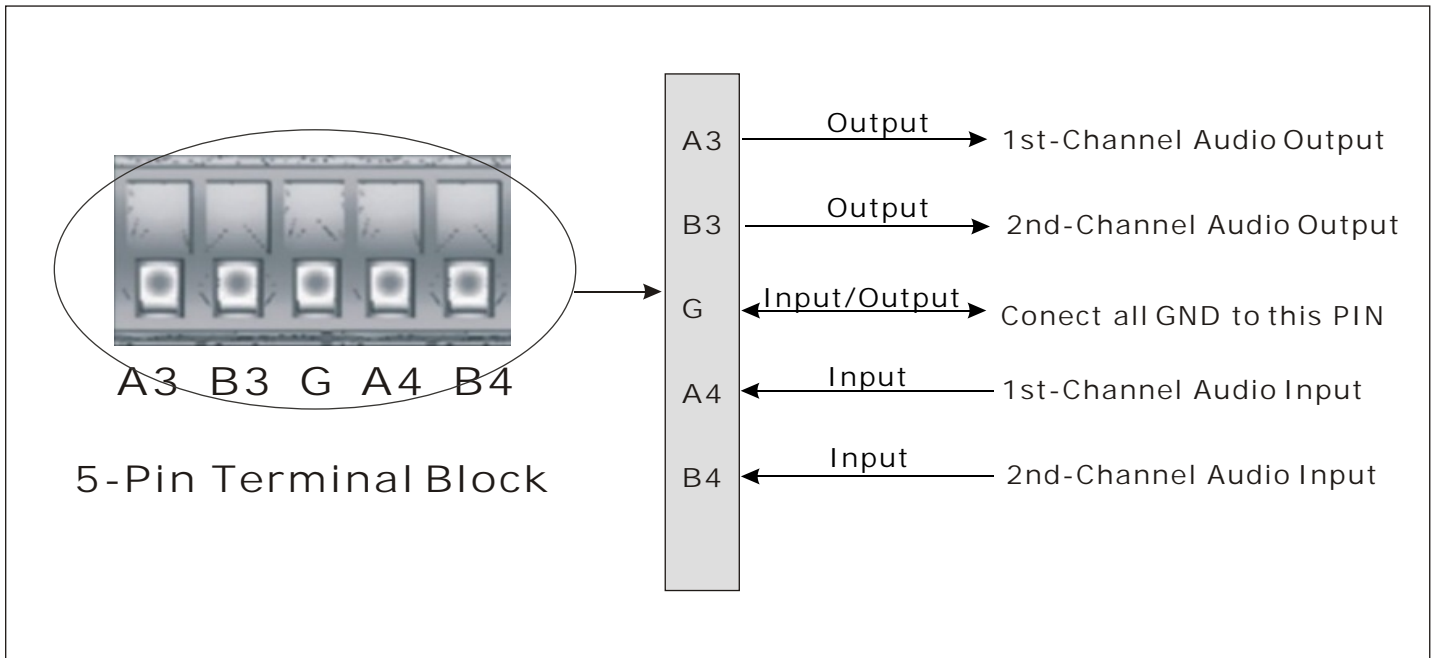 A3 Output 1st-Channel Audio Output
B3 Output 2nd-Channel Audio Output
G Input/Output Conect all GND to this PIN
A4 Input 1st-Channel Audio Input
B4 Input 2nd-Channel Audio Input
A3 B3 G A4 B4
5-Pin Terminal Block